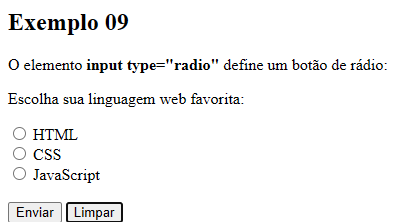 Exemplo 09
O elemento input type="radio" define um botão de rádio:
Escolha sua linguagem web favorita:
HTML
CSS
JavaScript
Enviar Limpar